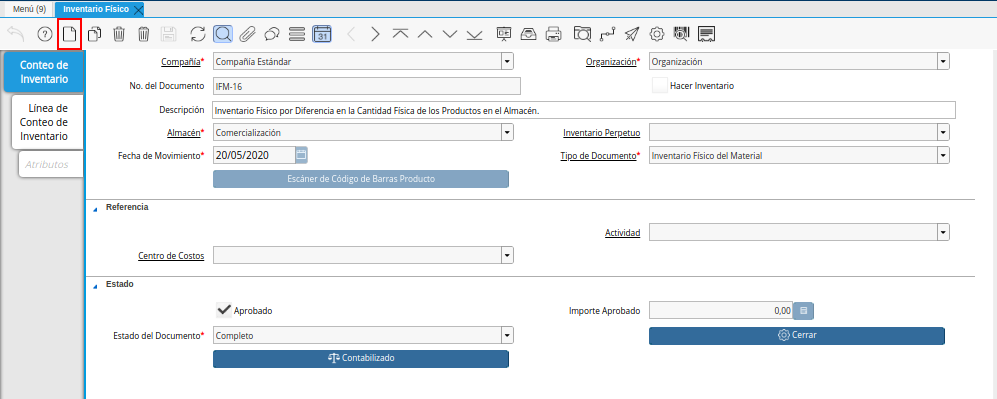 Menú (9) Inventario Físico
31
Conteo de
Inventario
Línea de
Conteo de
Inventario
Atributos
Compañía* Compañía Estándar Organización* Organización
No. del Documento IFM-16 Hacer Inventario
Descripción Inventario Físico por Diferencia en la Cantidad Física de los Productos en el Almacén.
Almacén* Comercialización Inventario Perpetuo
Fecha de Movimiento* 20/05/2020 Tipo de Documento* Inventario Físico del Material
Escáner de Código de Barras Producto
Referencia
Actividad
Centro de Costos
Estado
Aprobado Importe Aprobado 0,00
Estado del Documento* Completo Cerrar
Contabilizado